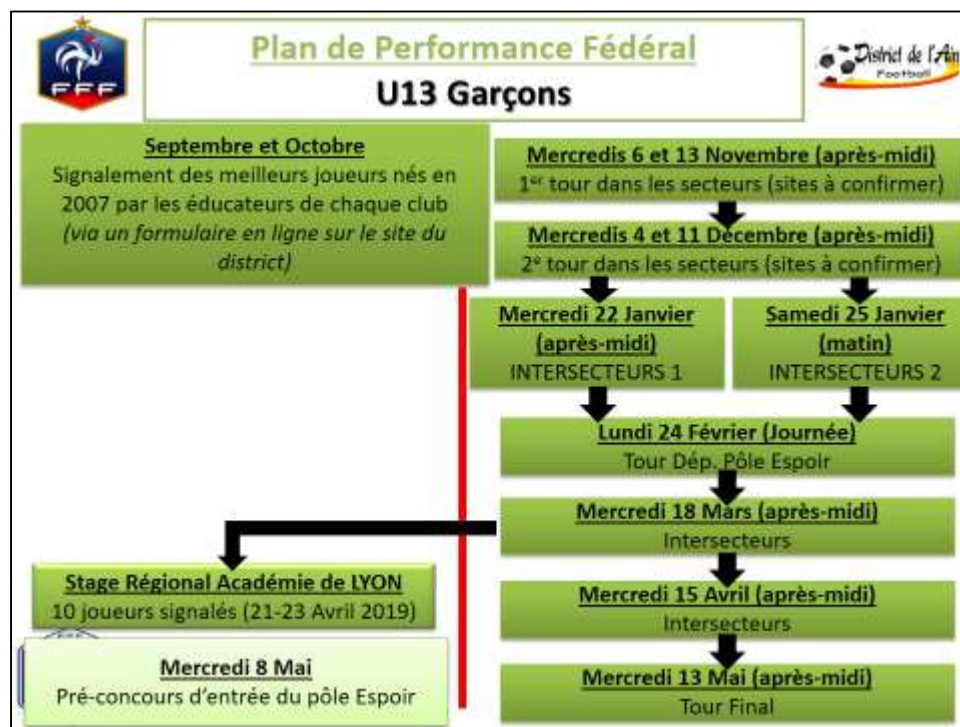 FFF
Plan de Performance Fédéral
U13 Garçons
District de l'Ain
Football
Septembre et Octobre
Signalement des meilleurs joueurs nés en
2007 par les éducateurs de chaque club
(via un formulaire en ligne sur le site du
district)
Mercredis 6 et 13 Novembre (après-midi)
1er tour dans les secteurs (sites à confirmer)
Mercredis 4 et 11 Décembre (après-midi)
2e tour dans les secteurs (sites à confirmer)
Mercredi 22 Janvier
(après-midi)
INTERSECTEURS 1
Samedi 25 Janvier
(matin)
INTERSECTEURS 2
Lundi 24 Février (Journée)
Tour Dép. Pôle Espoir
Mercredi 18 Mars (après-midi)
Intersecteurs
Stage Régional Académie de LYON
10 joueurs signalés (21-23 Avril 2019)
Mercredi 15 Avril (après-midi)
Intersecteurs
Mercredi 8 Mai
Pré-concours d'entrée du pôle Espoir
Mercredi 13 Mai (après-midi)
Tour Final